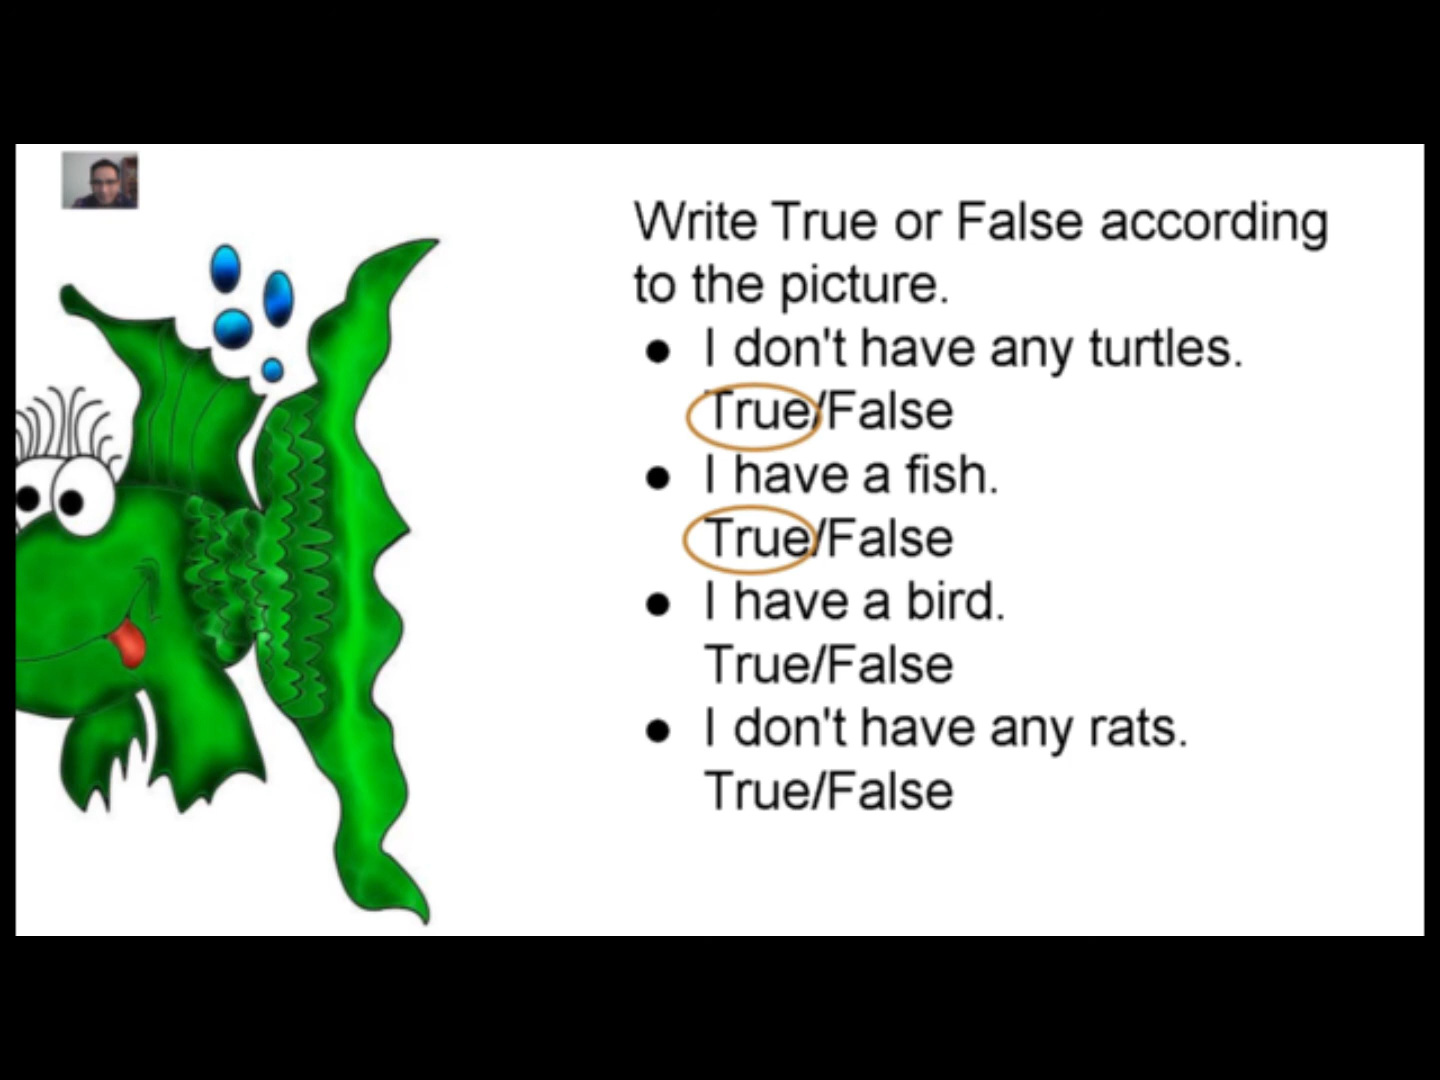 Write True or False according
to the picture.
● I don't have any turtles.
True/False
● I have a fish.
True/False
● I have a bird.
True/False
● I don't have any rats.
True/False